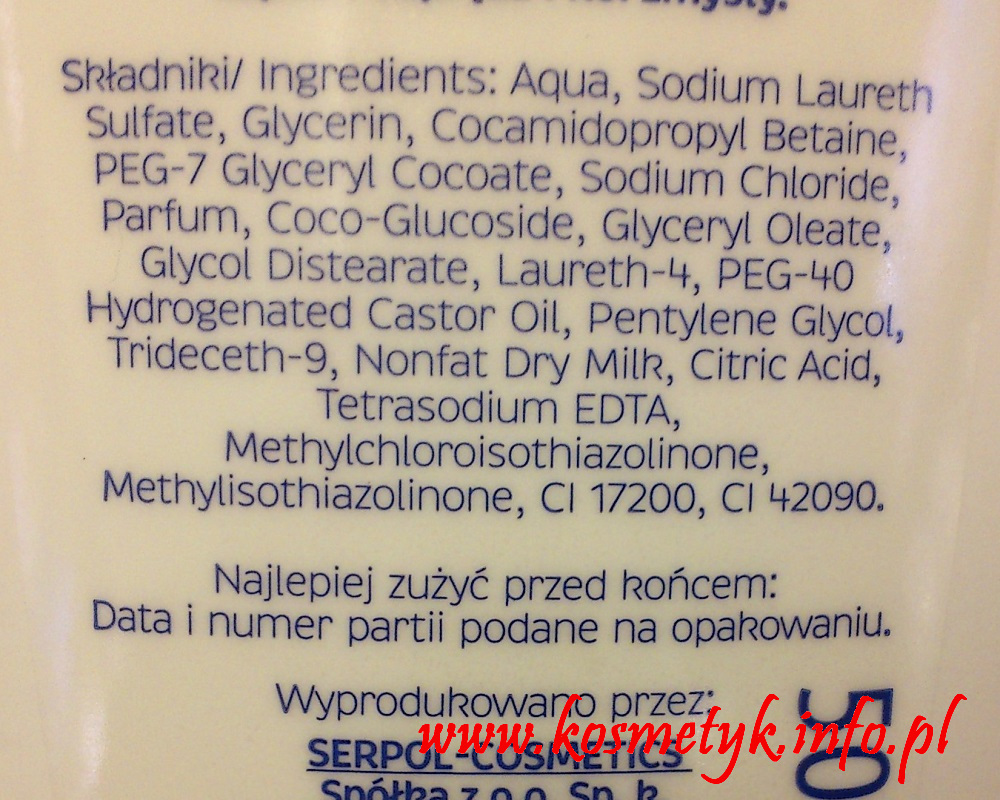 zmysły.
Składniki/ Ingredients: Aqua, Sodium Laureth
Sulfate, Glycerin, Cocamidopropyl Betaine,
PEG-7 Glyceryl Cocoate, Sodium Chloride,
Parfum, Coco-Glucoside, Glyceryl Oleate,
Glycol Distearate, Laureth-4, PEG-40
Hydrogenated Castor Oil, Pentylene Glycol,
Trideceth-9, Nonfat Dry Milk, Citric Acid,
Tetrasodium EDTA,
Methylchloroisothiazolinone,
Methylisothiazolinone, CI 17200, CI 42090.
Najlepiej zużyć przed końcem:
Data i numer partii podane na opakowaniu.
Wyprodukowano przez:
www.kosmetyk.info.pl
SERPOL-COSMETICS
Spółka z o.o. Sp. k.